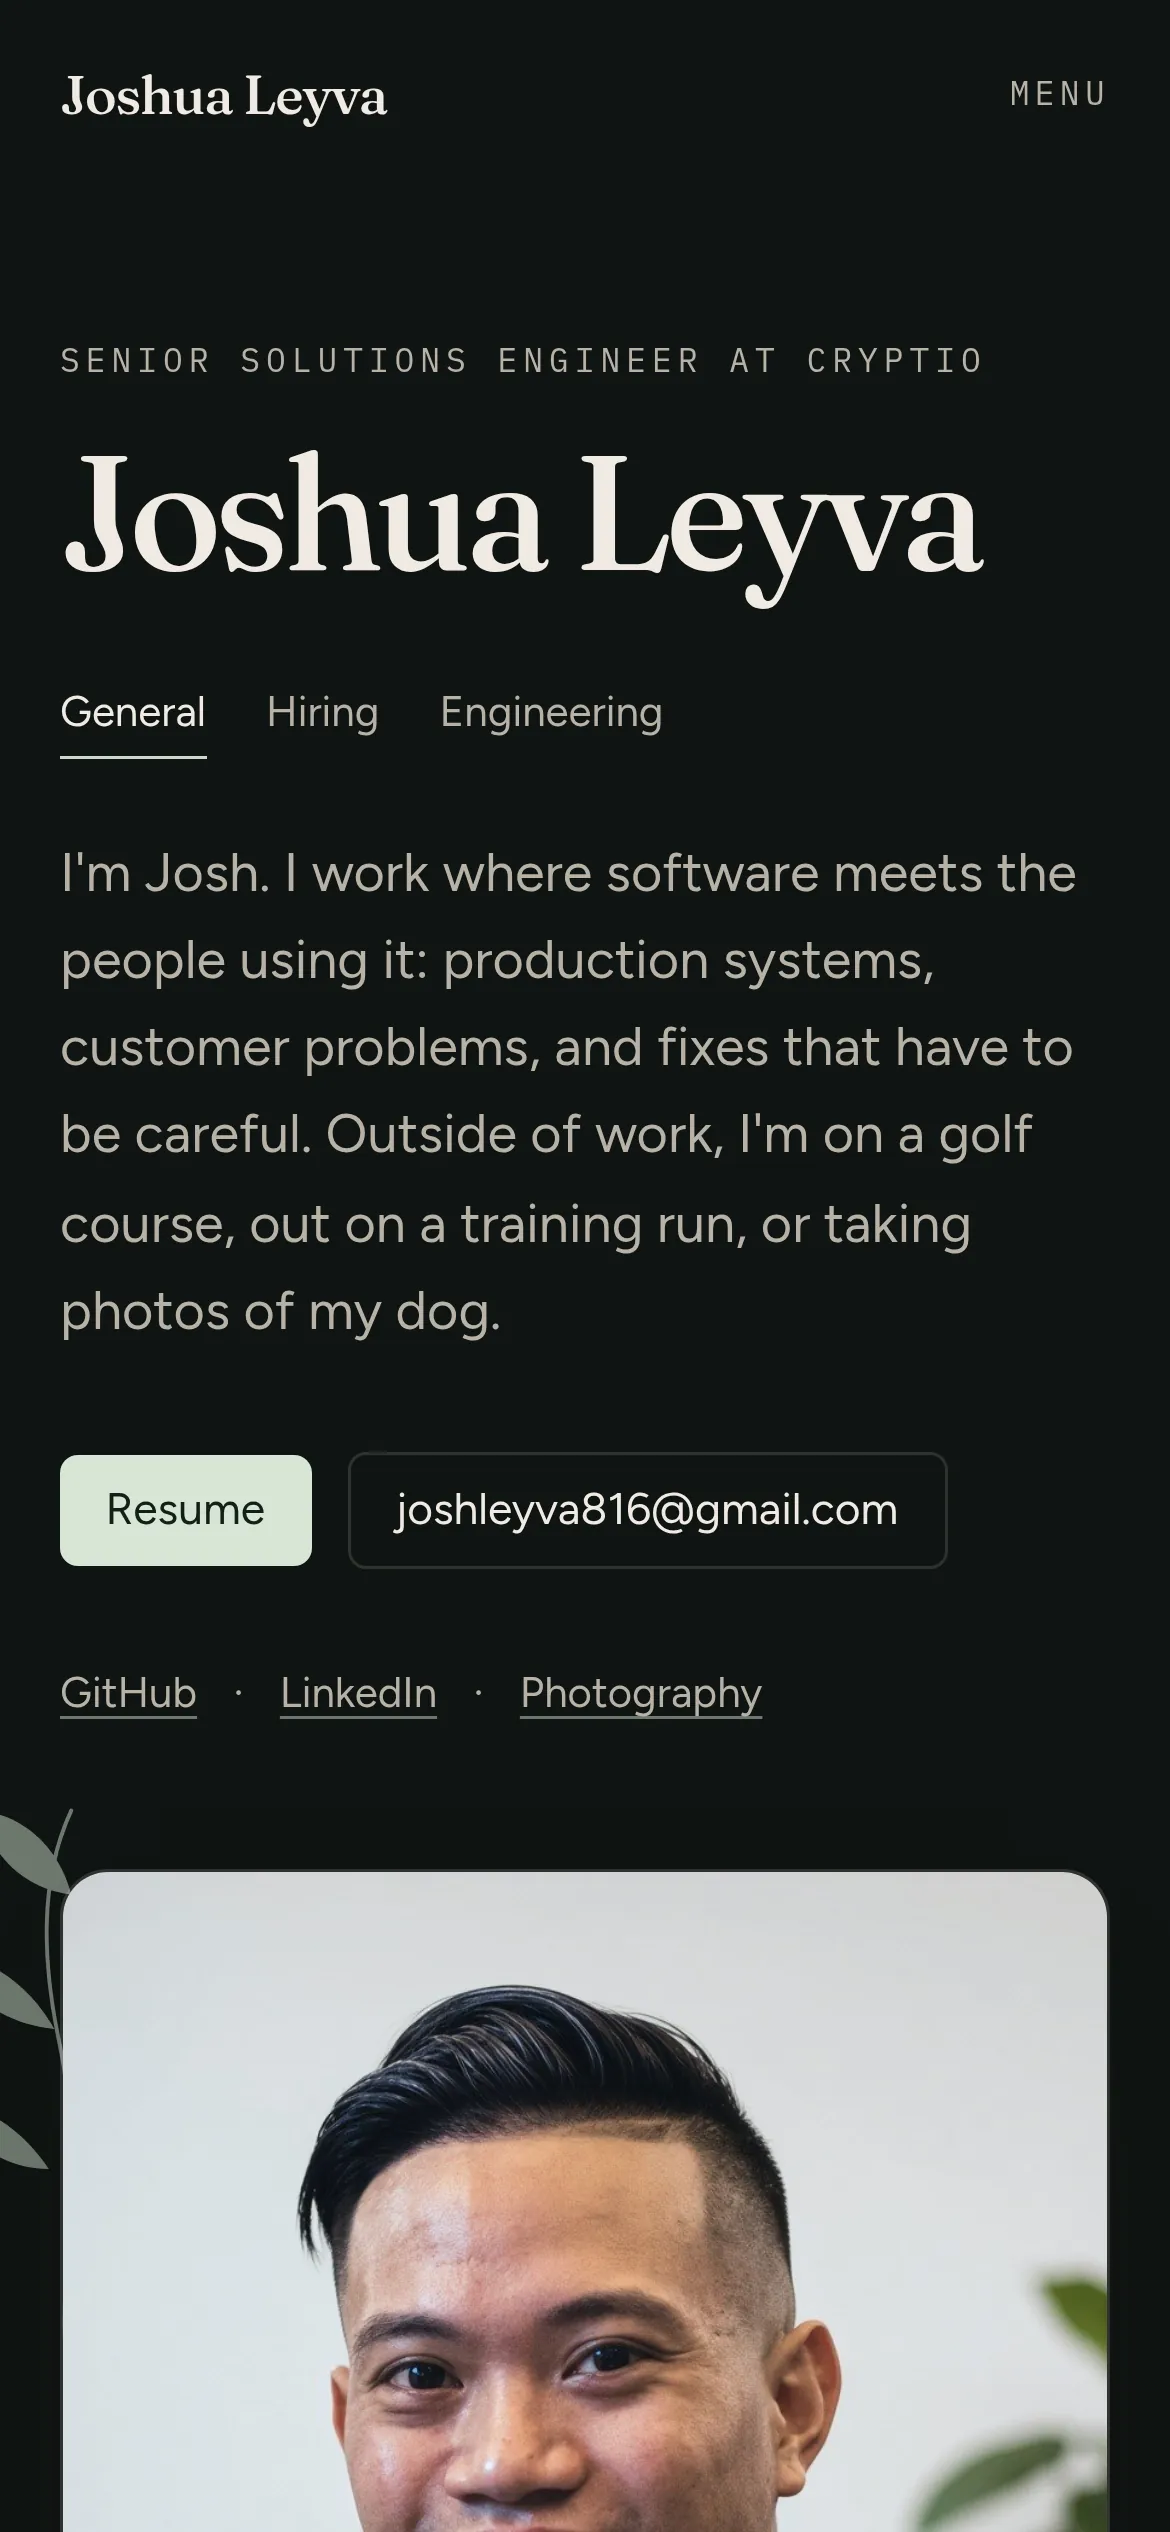 Joshua Leyva
MENU
SENIOR SOLUTIONS ENGINEER AT CRYPTIO
Joshua Leyva
General Hiring Engineering
I'm Josh. I work where software meets the
people using it: production systems,
customer problems, and fixes that have to
be careful. Outside of work, I'm on a golf
course, out on a training run, or taking
photos of my dog.
Resume
joshleyva816@gmail.com
GitHub · LinkedIn · Photography